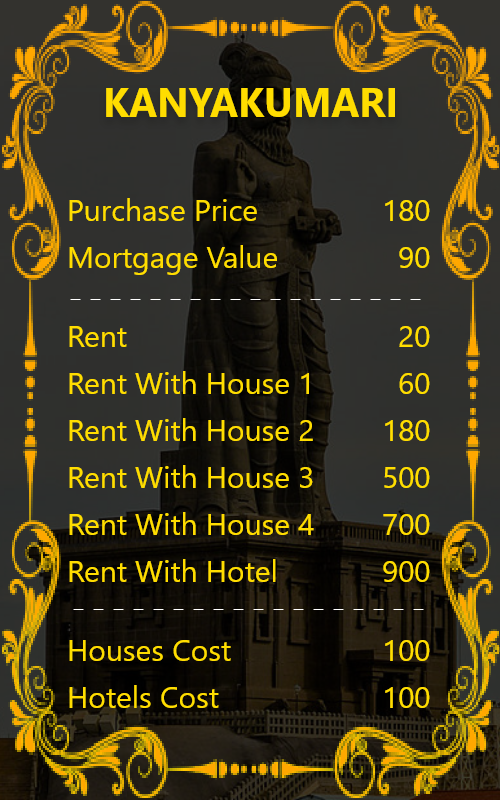 KANYAKUMARI
Purchase Price 180
Mortgage Value 90
Rent 20
Rent With House 1 60
Rent With House 2 180
Rent With House 3 500
Rent With House 4 700
Rent With Hotel 900
Houses Cost 100
Hotels Cost 100